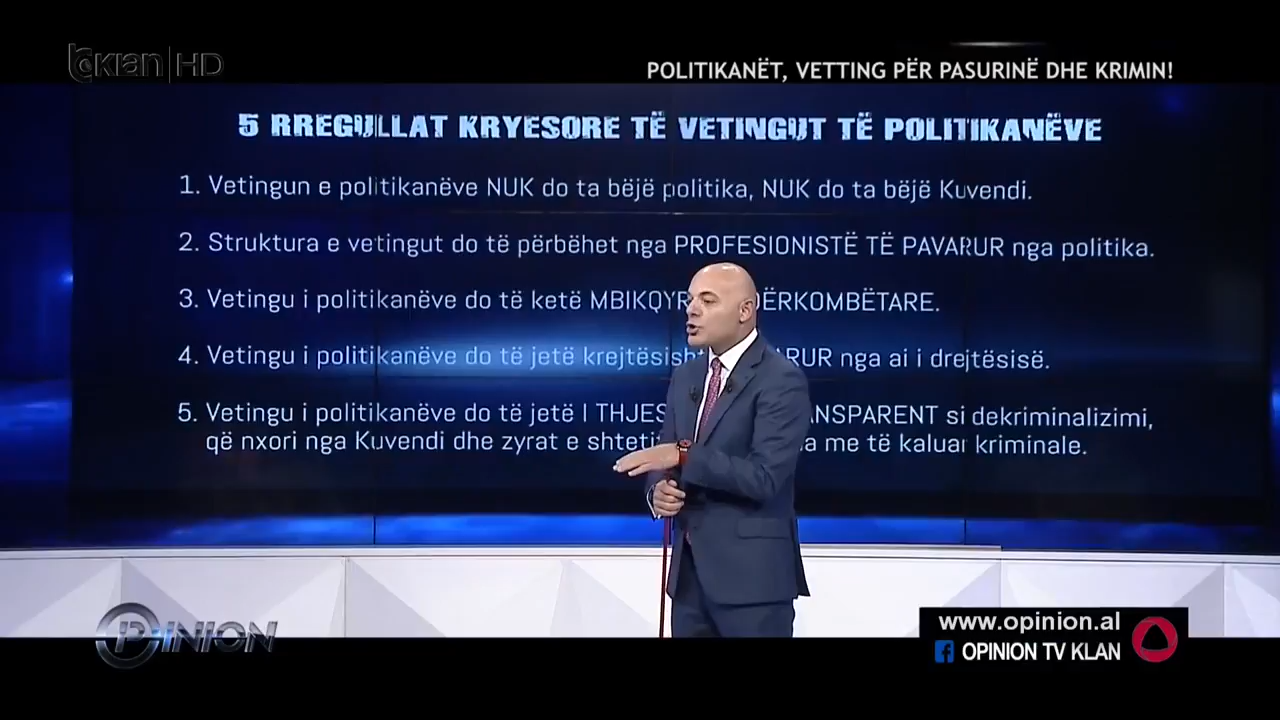 klan HD
POLITIKANËT, VETTING PËR PASURINË DHE KRIMIN!
5 RREGULLAT KRYESORE TË VETINGUT TË POLITIKANËVE
1. Vetingun e politikanëve NUK do ta bëjë politika, NUK do ta bëjë Kuvendi.
2. Struktura e vetingut do të përbëhet nga PROFESIONISTË TË PAVARUR nga politika.
3. Vetingu i politikanëve do të ketë
4. Vetingu i politikanëve do të jetë krejtësisht nga ai i drejtësisë.
5. Vetingu i politikanëve do të jetë I si dekriminalizimi,
që nxori nga Kuvendi dhe zyrat e me të kaluar kriminale.
OPINION
www.opinion.al
OPINION TV KLAN